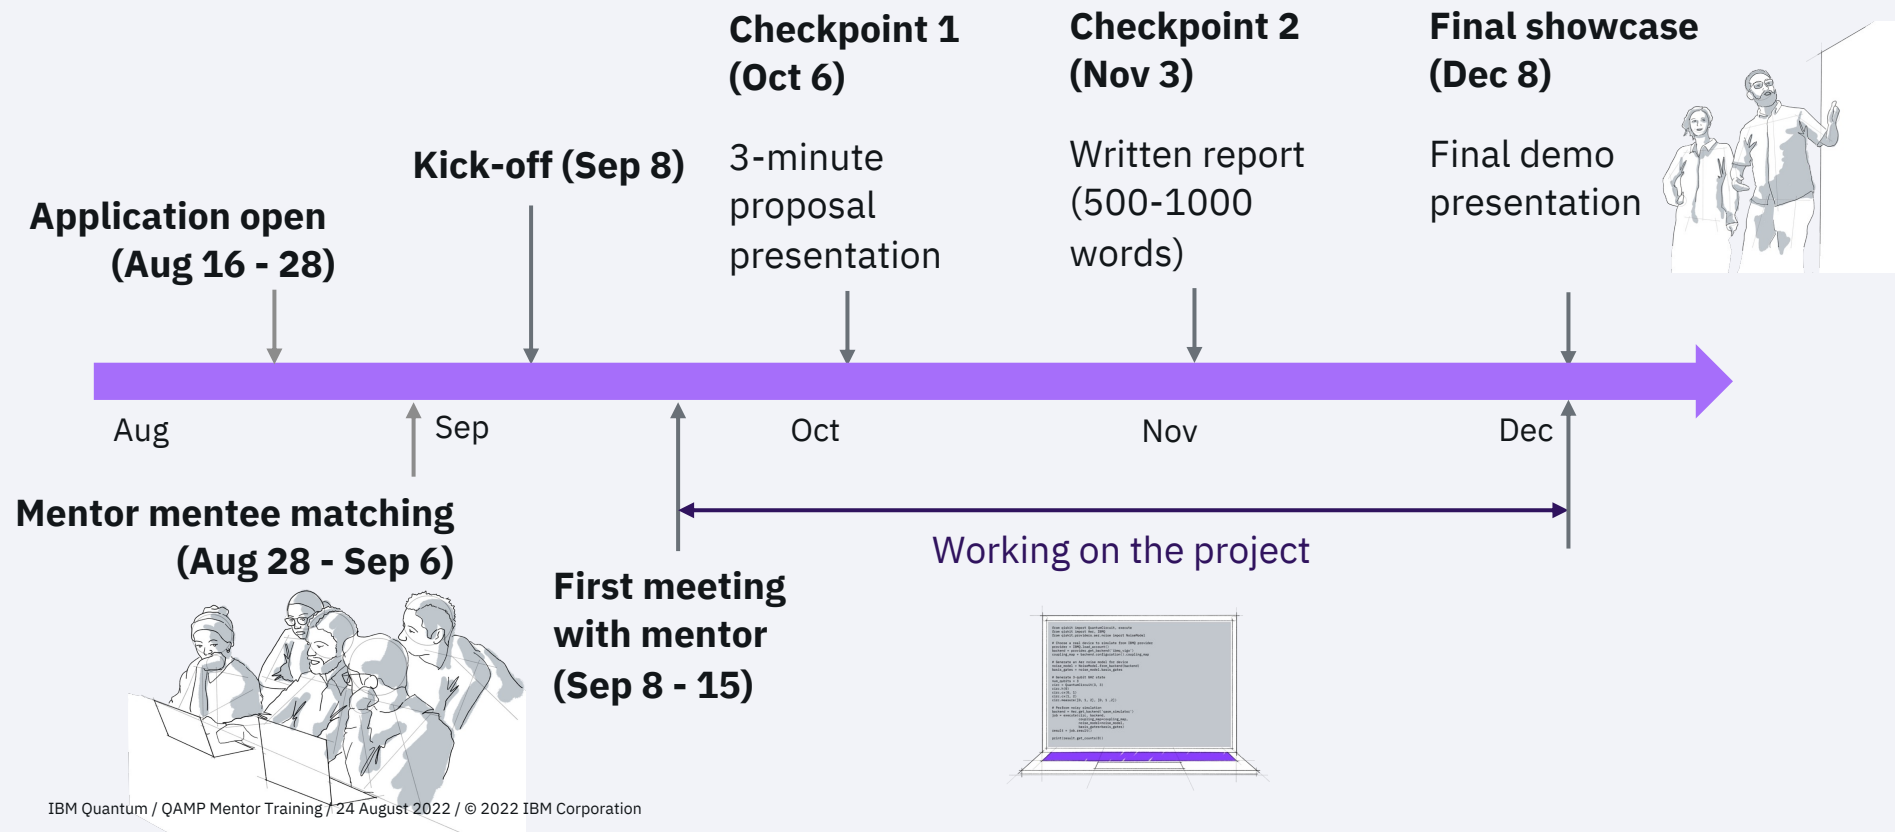 Application open
(Aug 16 - 28)
Kick-off (Sep 8)
Checkpoint 1
(Oct 6)
3-minute
proposal
presentation
Checkpoint 2
(Nov 3)
Written report
(500-1000
words)
Final showcase
(Dec 8)
Final demo
presentation
Aug
Sep
Oct
Nov
Dec
Mentor mentee matching
(Aug 28 - Sep 6)
First meeting
with mentor
(Sep 8 - 15)
Working on the project
IBM Quantum / QAMP Mentor Training / 24 August 2022 / © 2022 IBM Corporation